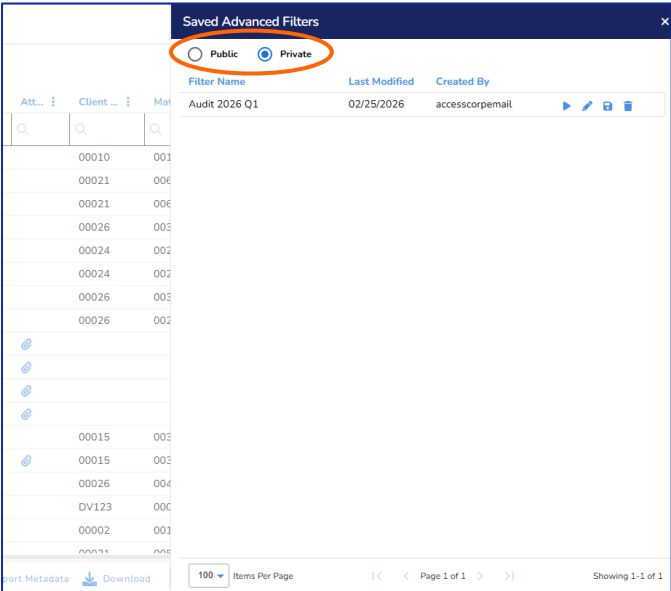 Saved Advanced Filters ×
Public Private
Filter Name Last Modified Created By
Audit 2026 Q1 02/25/2026 accesscorpemail
Att... Client ... Mat
00010 001
00021 006
00021 006
00026 003
00024 002
00024 002
00026 003
00026 002
00015 003
00015 003
00026 004
DV123 000
00002 001
00021 005
port Metadata Download
100 Items Per Page Page 1 of 1 Showing 1-1 of 1